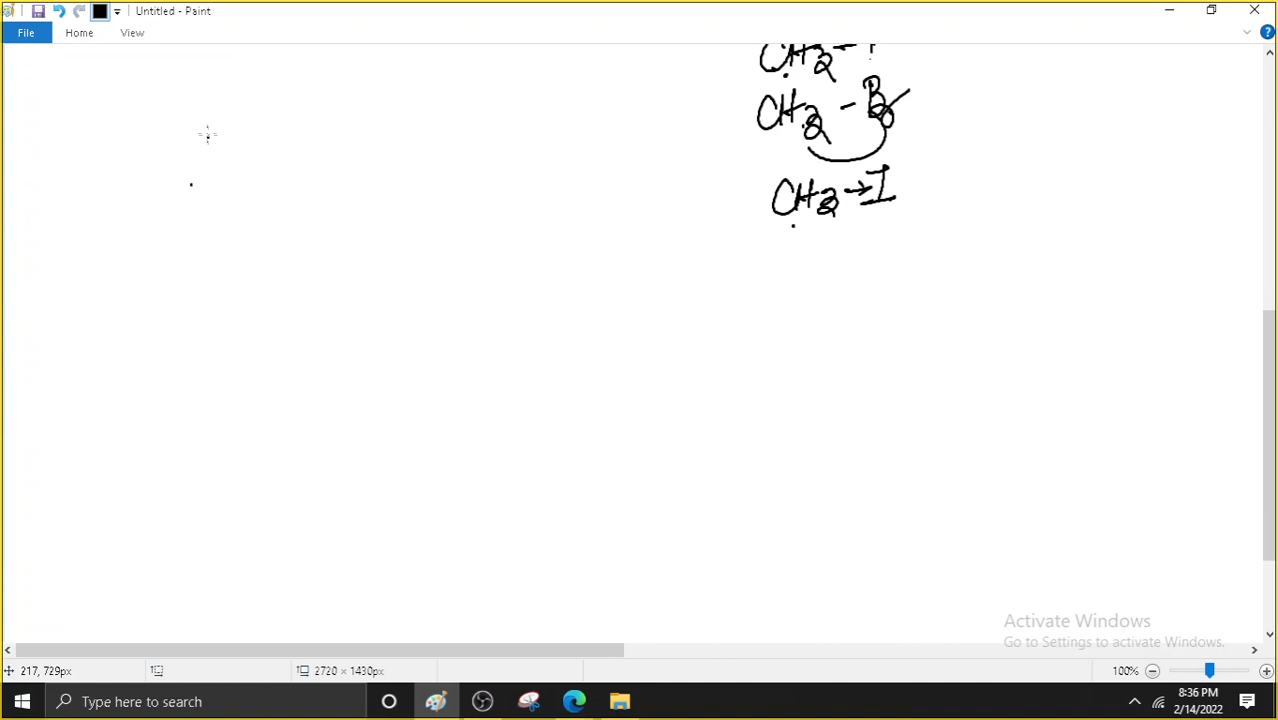 Untitled - Paint
File Home View
CH2 -
CH2 - Br
CH2 → I
Activate Windows
Go to Settings to activate Windows.
217, 729px
2720 × 1430px
100%
Type here to search
8:36 PM
2/14/2022